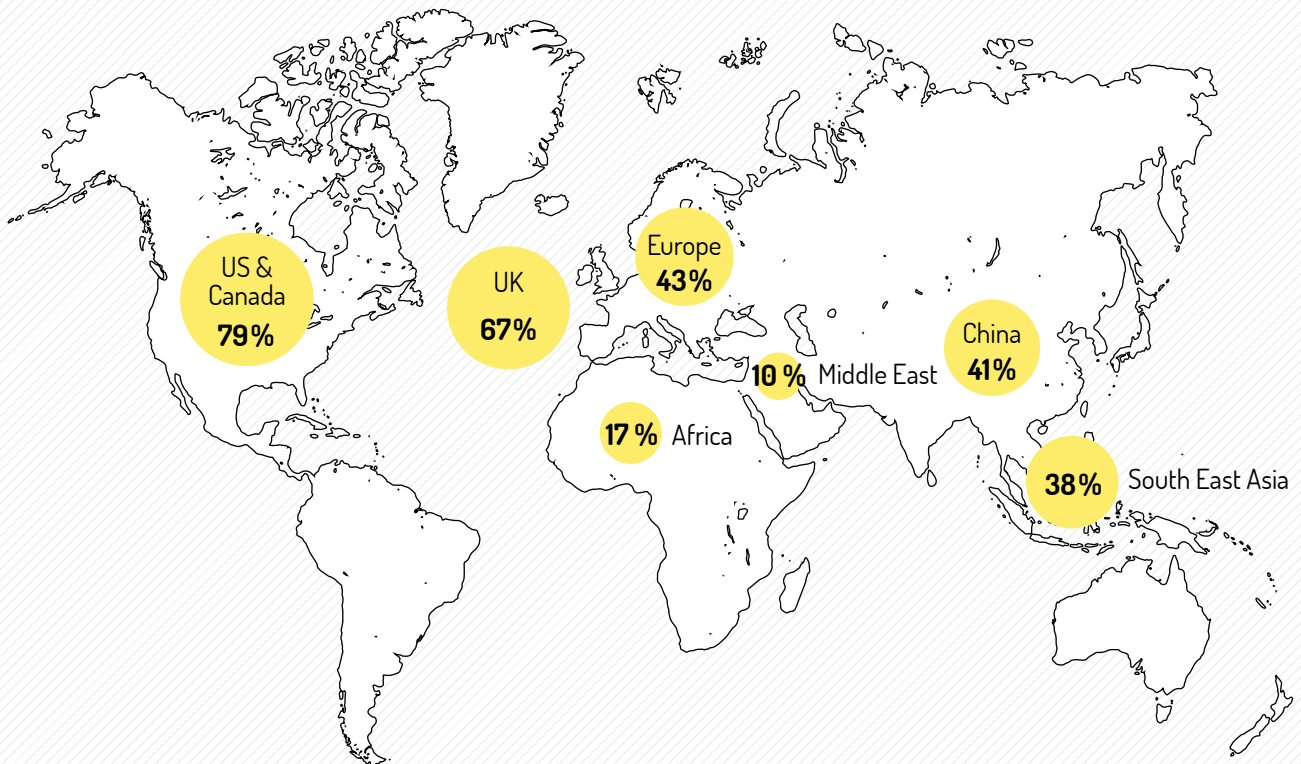 US &
Canada
79%
UK
67%
Europe
43%
China
41%
10 % Middle East
17 % Africa
38% South East Asia